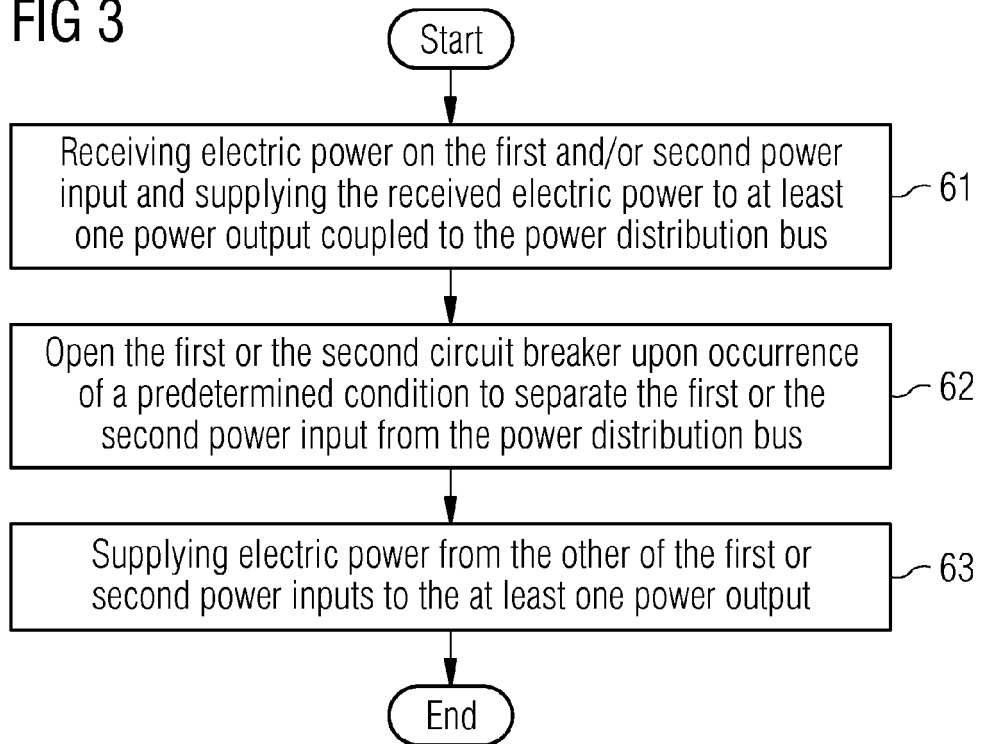 FIG 3
Start
Receiving electric power on the first and/or second power
input and supplying the received electric power to at least
one power output coupled to the power distribution bus
61
Open the first or the second circuit breaker upon occurrence
of a predetermined condition to separate the first or the
second power input from the power distribution bus
62
Supplying electric power from the other of the first or
second power inputs to the at least one power output
63
End